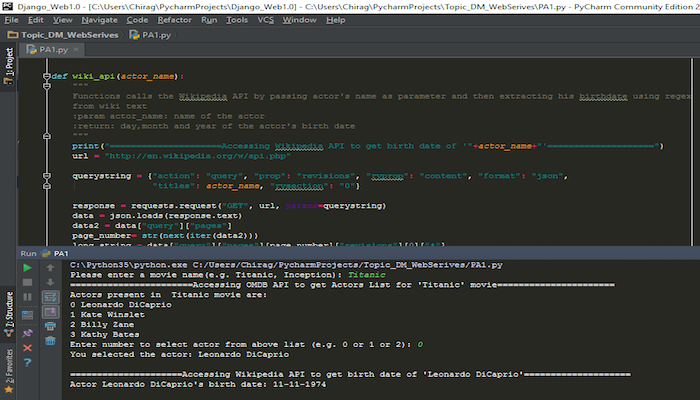 Django_Web1.0 - [C:\Users\Chirag\PycharmProjects\Django_Web1.0] - C:\Users\Chirag\PycharmProjects\Topic_DM_WebSerives\PA1.py - PyCharm Community Edition 2
File Edit View Navigate Code Refactor Run Tools VCS Window Help
Topic_DM_WebSerives PA1.py
PA1.py
1: Project
def wiki_api(actor_name):
"""
Functions calls the Wikipedia API by passing actor's name as parameter and then extracting his birthdate using regex
from wiki text
:param actor_name: name of the actor
:return: day,month and year of the actor's birth date
"""
print("=====================Accessing Wikipedia API to get birth date of '"+actor_name+"'====================")
url = "http://en.wikipedia.org/w/api.php"
querystring = {"action": "query", "prop": "revisions", "rvprop": "content", "format": "json",
"titles": actor_name, "rvsection": "0"}
response = requests.request("GET", url, params=querystring)
data = json.loads(response.text)
data2 = data["query"]["pages"]
page_number= str(next(iter(data2)))
long_string = data["query"]["pages"][page_number]["revisions"][0]["*"]
Run PA1
C:\Python35\python.exe C:/Users/Chirag/PycharmProjects/Topic_DM_WebSerives/PA1.py
Please enter a movie name(e.g. Titanic, Inception): Titanic
=======================Accessing OMDB API to get Actors List for 'Titanic' movie======================
Actors present in  Titanic movie are:
0 Leonardo DiCaprio
1 Kate Winslet
2 Billy Zane
3 Kathy Bates
Enter number to select actor from above list (e.g. 0 or 1 or 2): 0
You selected the actor: Leonardo DiCaprio
=====================Accessing Wikipedia API to get birth date of 'Leonardo DiCaprio'====================
Actor Leonardo DiCaprio's birth date: 11-11-1974
7: Structure
2: Favorites